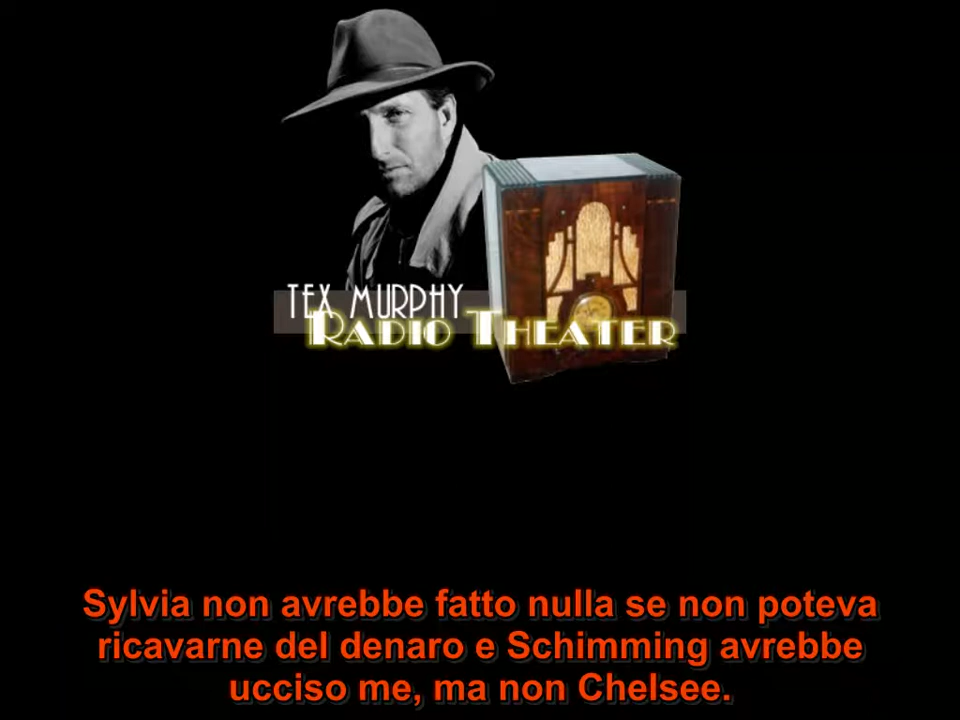 TEX MURPHY
RADIO THEATER
Sylvia non avrebbe fatto nulla se non poteva
ricavarne del denaro e Schimming avrebbe
ucciso me, ma non Chelsee.